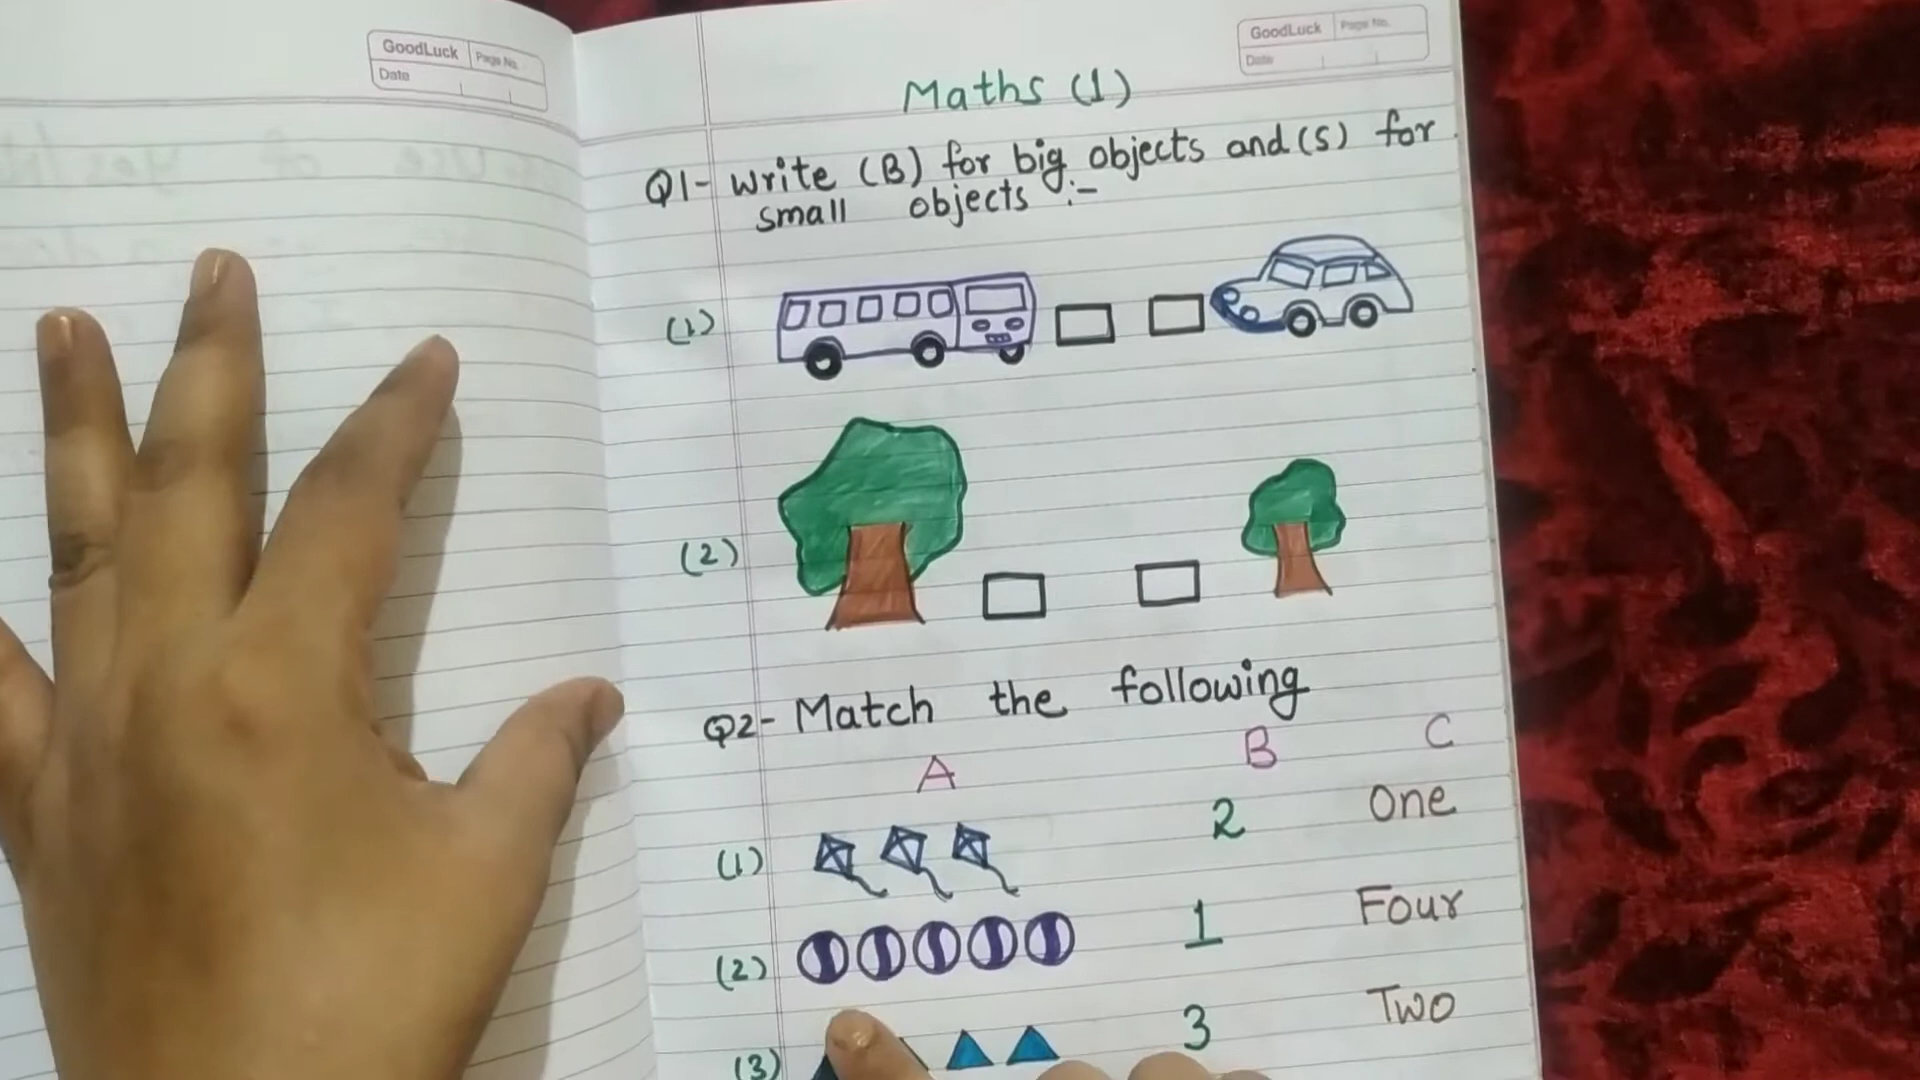 GoodLuck Page No.
Date
GoodLuck Page No.
Date
Maths (1)
Q1- Write (B) for big objects and (S) for
small objects :-
(1)
(2)
Q2- Match the following
A B C
(1) 2 One
(2) 1 Four
(3) 3 Two